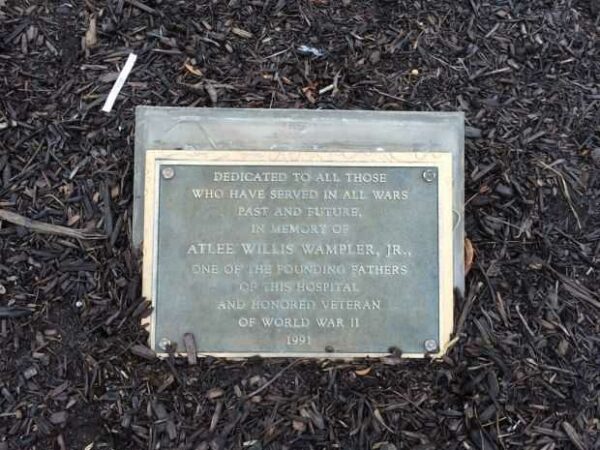 DEDICATED TO ALL THOSE
WHO HAVE SERVED IN ALL WARS
PAST AND FUTURE,
IN MEMORY OF
ATLEE WILLIS WAMPLER, JR.,
ONE OF THE FOUNDING FATHERS
OF THIS HOSPITAL
AND HONORED VETERAN
OF WORLD WAR II
1991